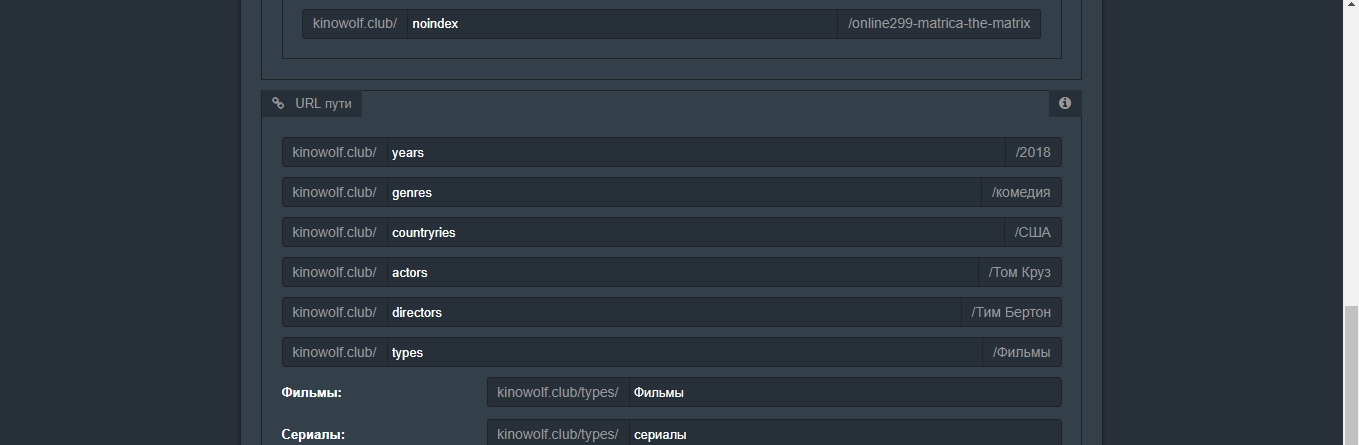 kinowolf.club/ noindex /online299-matrica-the-matrix
URL пути
kinowolf.club/ years /2018
kinowolf.club/ genres /комедия
kinowolf.club/ countryries /США
kinowolf.club/ actors /Том Круз
kinowolf.club/ directors /Тим Бертон
kinowolf.club/ types /Фильмы
Фильмы: kinowolf.club/types/ Фильмы
Сериалы: kinowolf.club/types/ сериалы